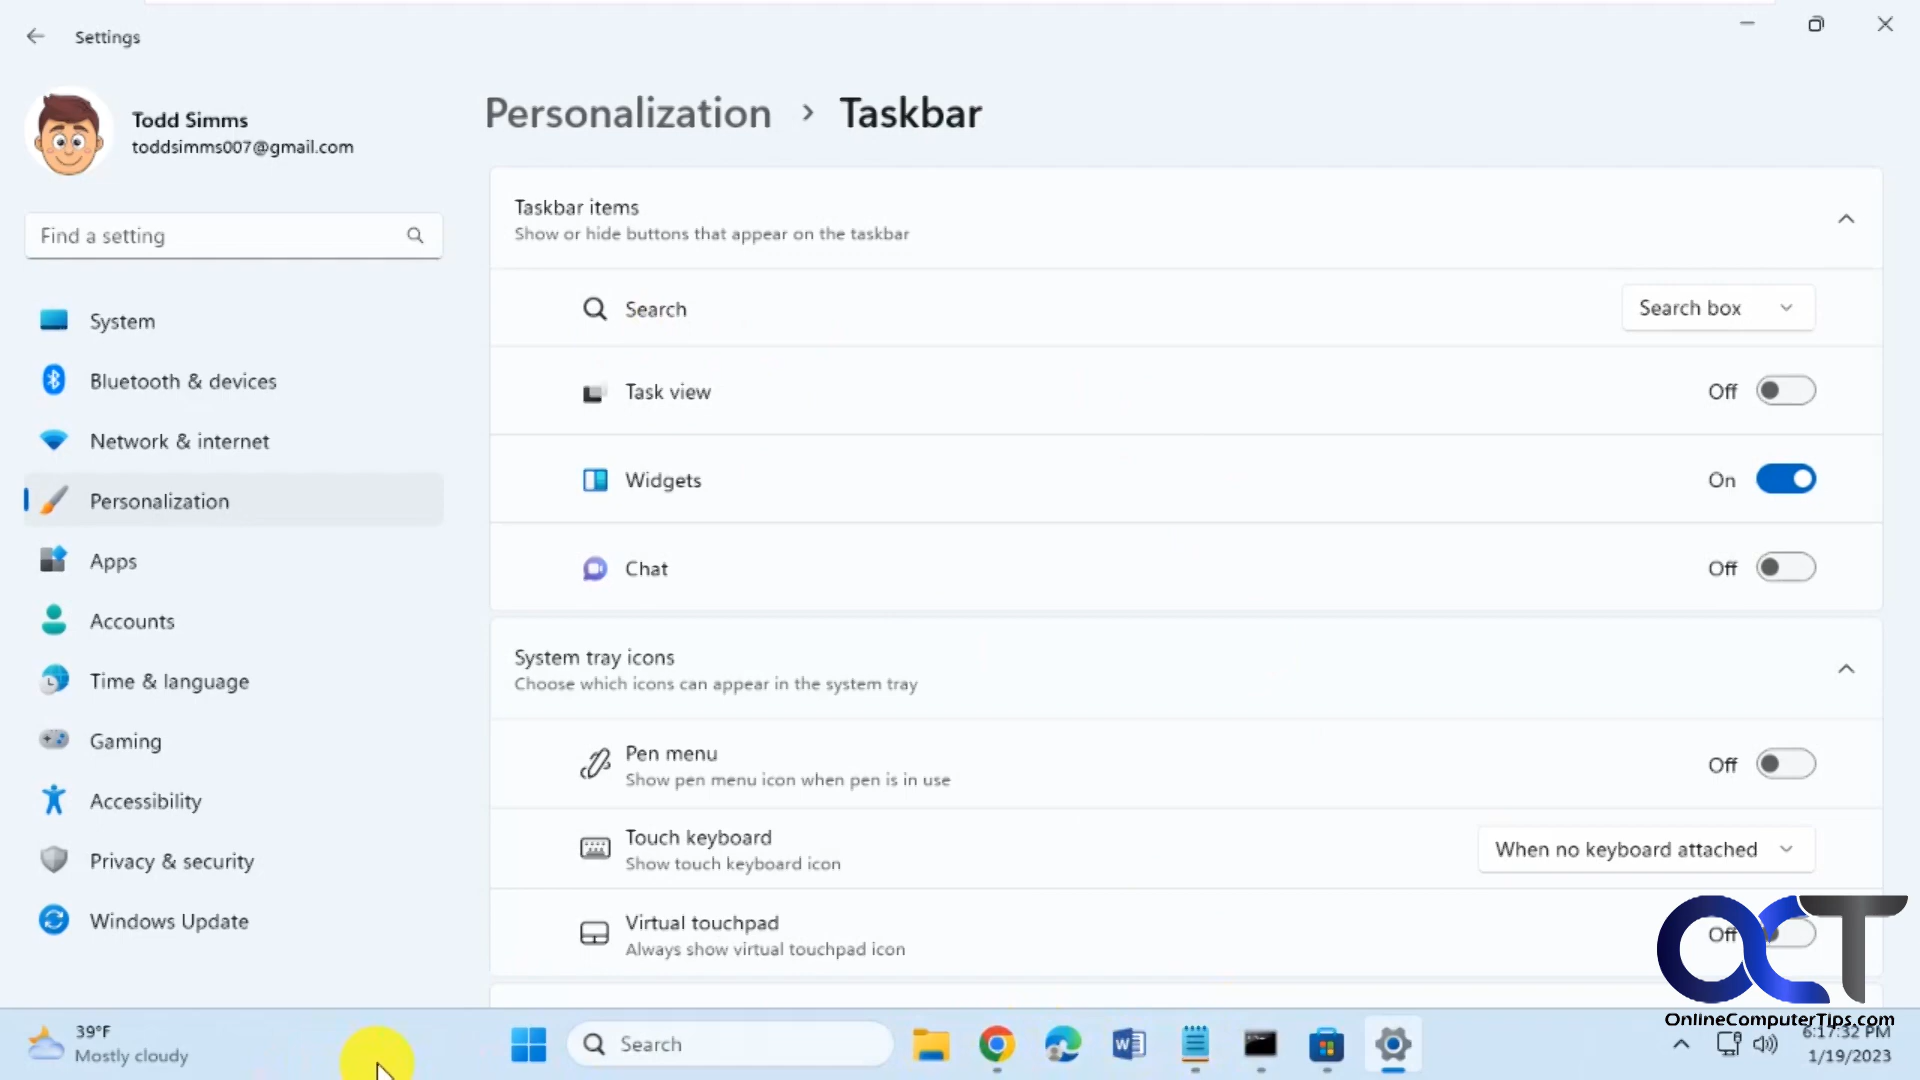 Settings
Todd Simms
toddsimms007@gmail.com
Find a setting
System
Bluetooth & devices
Network & internet
Personalization
Apps
Accounts
Time & language
Gaming
Accessibility
Privacy & security
Windows Update
Personalization > Taskbar
Taskbar items
Show or hide buttons that appear on the taskbar
Search
Search box
Task view
Off
Widgets
On
Chat
Off
System tray icons
Choose which icons can appear in the system tray
Pen menu
Show pen menu icon when pen is in use
Off
Touch keyboard
Show touch keyboard icon
When no keyboard attached
Virtual touchpad
Always show virtual touchpad icon
Off
OCT
OnlineComputerTips.com
39°F
Mostly cloudy
Search
6:17:32 PM
1/19/2023